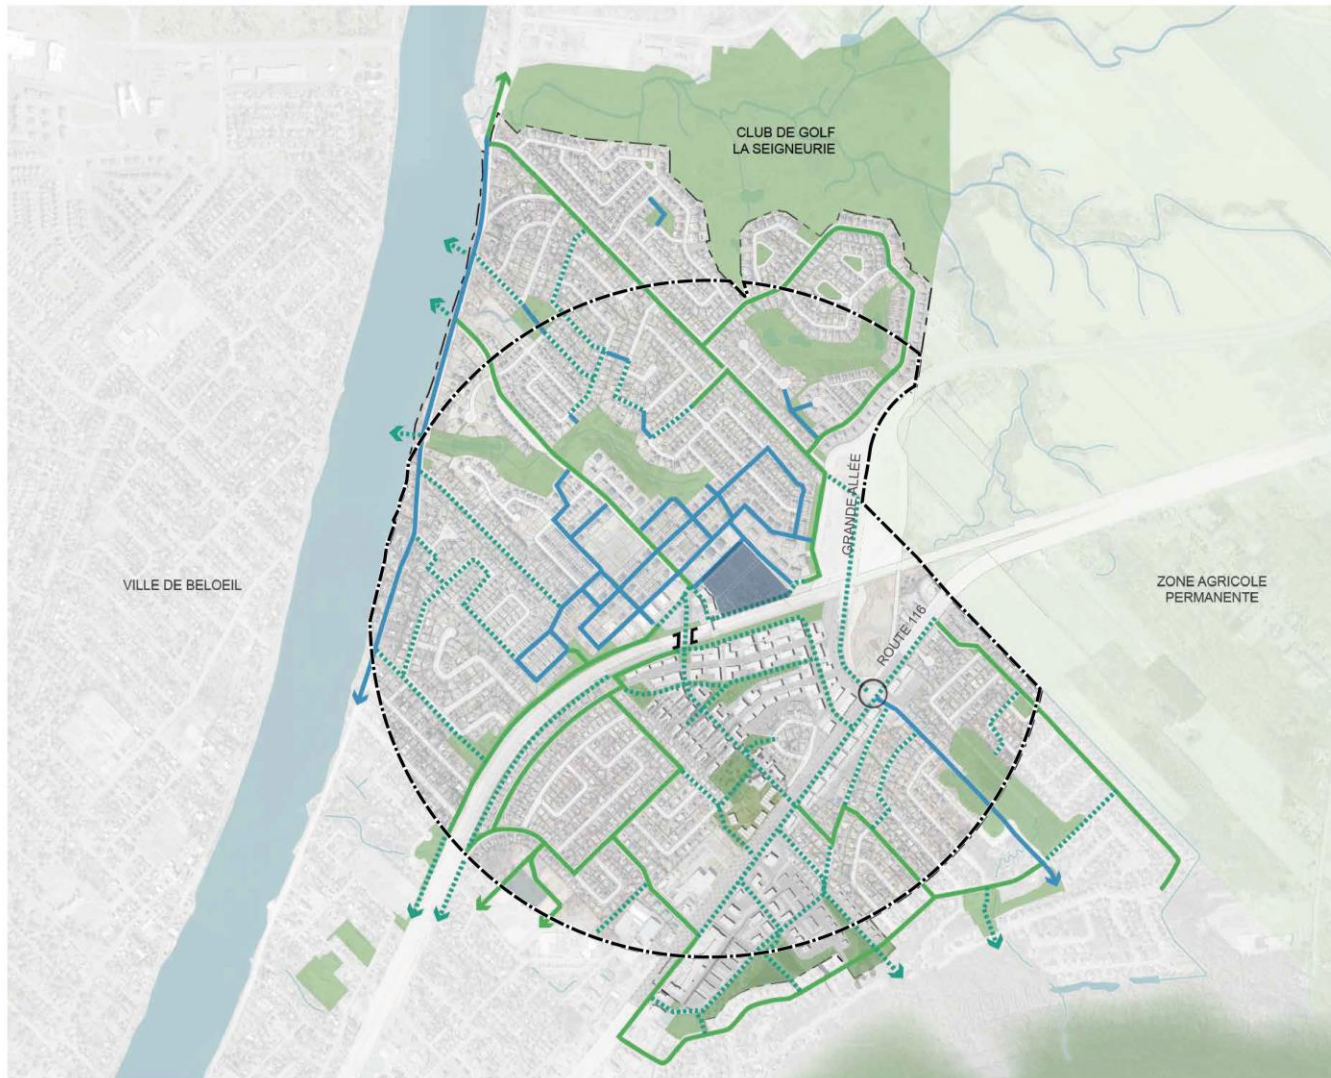 CLUB DE GOLF
LA SEIGNEURIE
GRANDE ALLÉE
VILLE DE BELOEIL
ZONE AGRICOLE
PERMANENTE
ROUTE 116